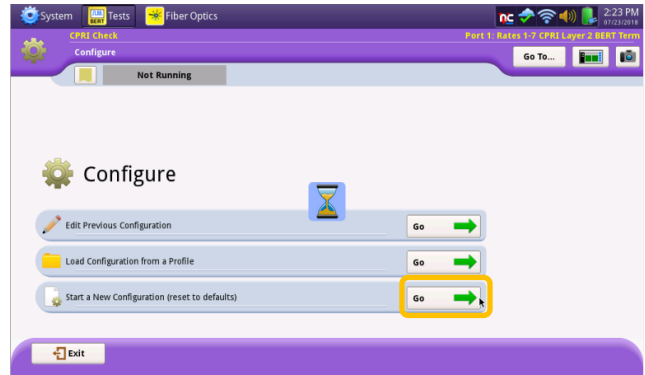 System BERT Tests Fiber Optics nc 2:23 PM
07/23/2018
CPRI Check Port 1: Rates 1-7 CPRI Layer 2 BERT Term
Configure Go To...
Not Running
Configure
Edit Previous Configuration Go
Load Configuration from a Profile Go
Start a New Configuration (reset to defaults) Go
Exit